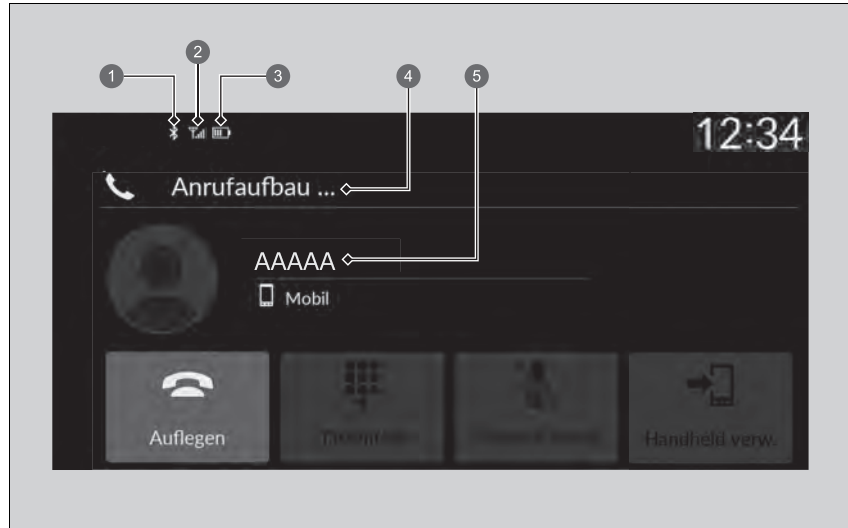 1 2 3 4 5
12:34
Anrufaufbau ...
AAAAA
Mobil
Auflegen
Handheld verw.